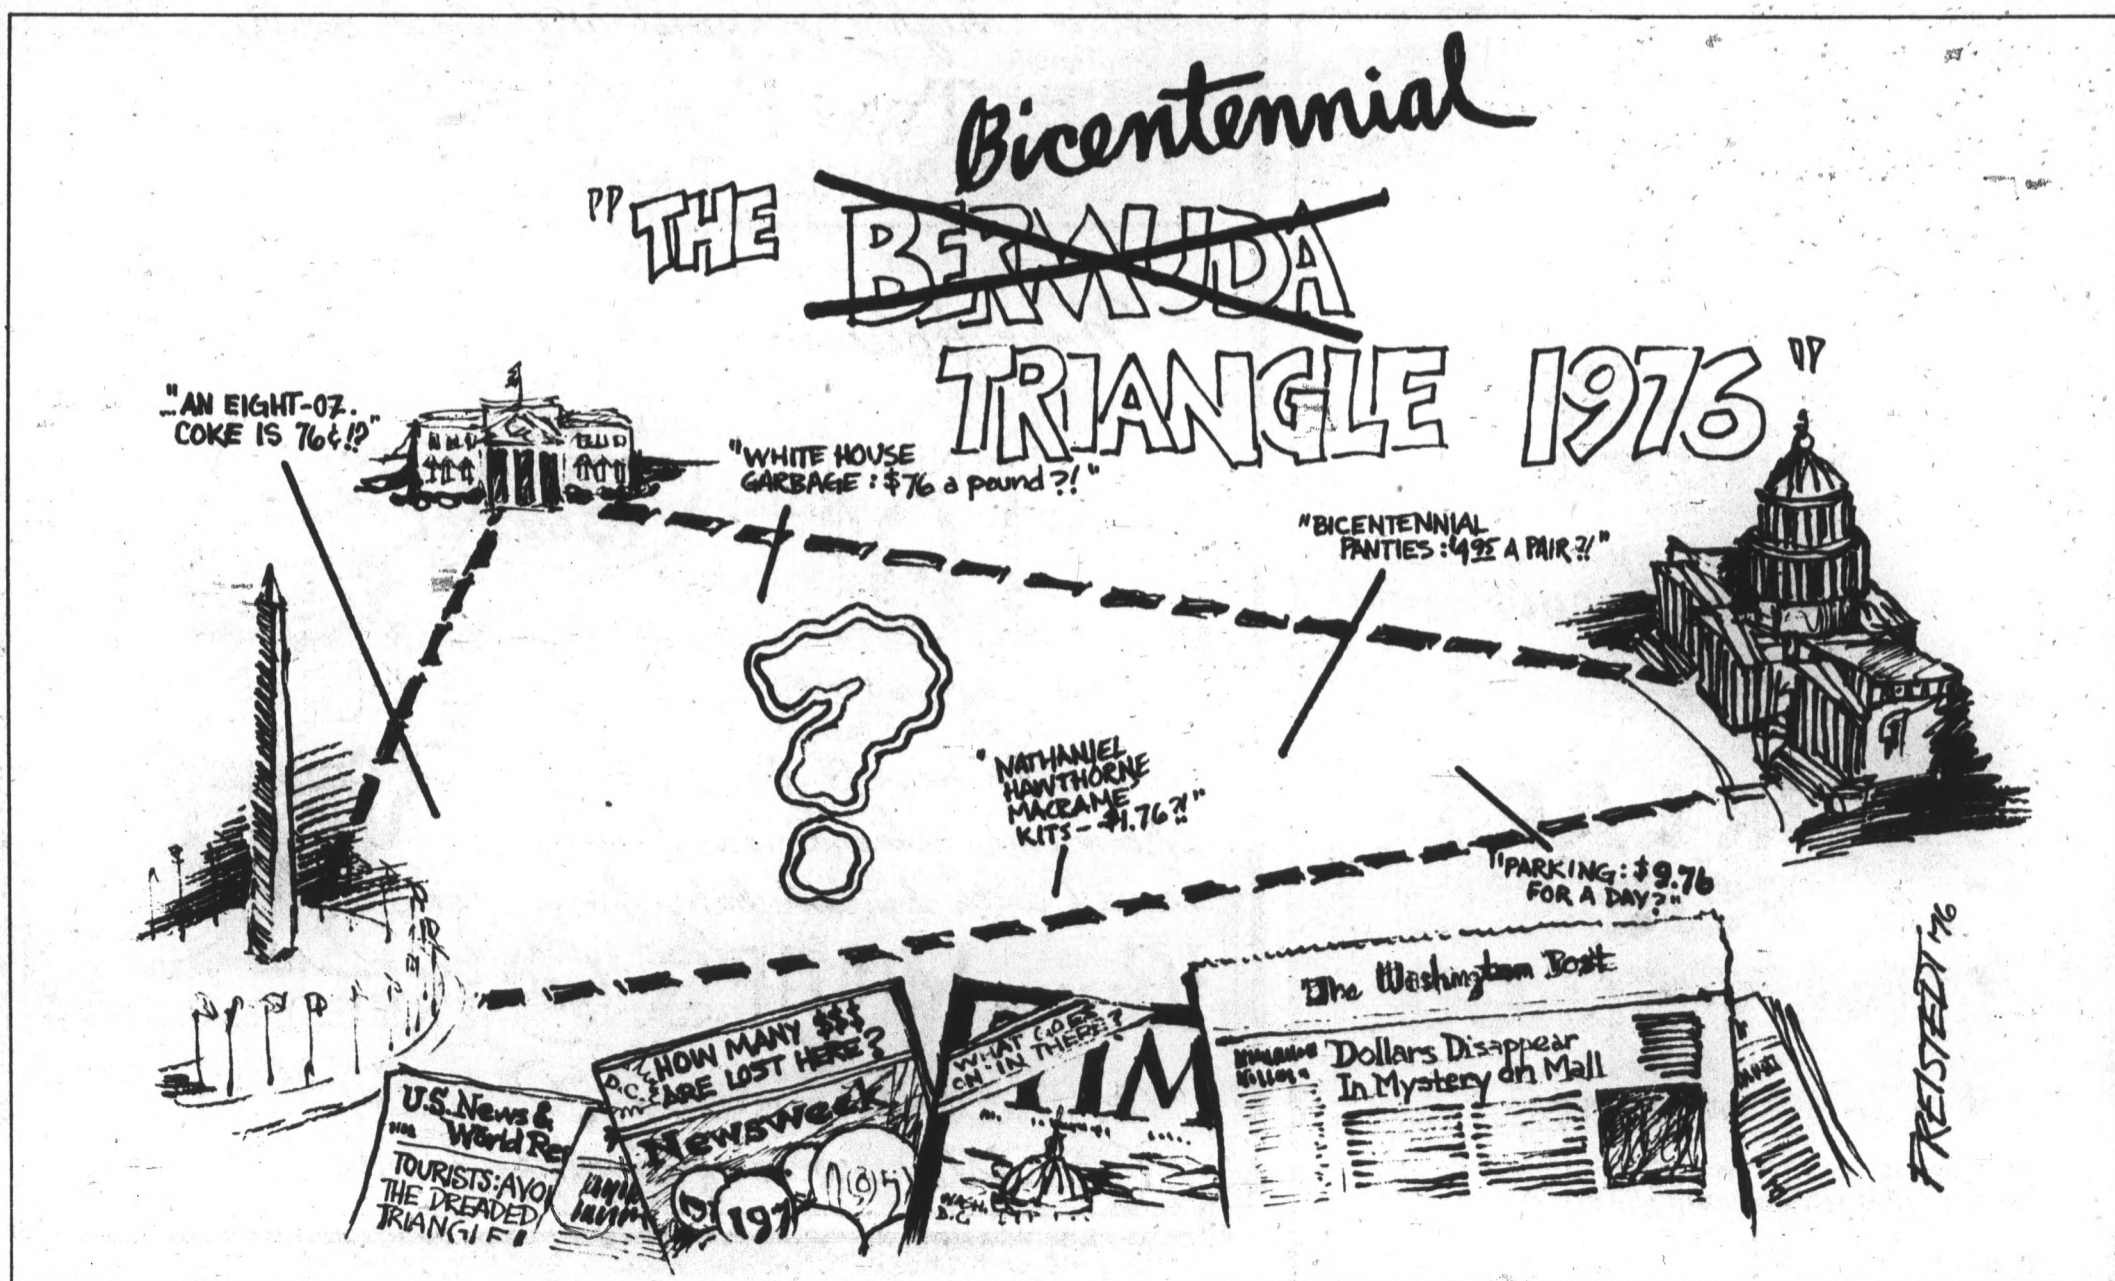 Bicentennial
"THE BERMUDA
TRIANGLE 1976"
"AN EIGHT-OZ.
COKE IS 76¢!?"
"WHITE HOUSE
GARBAGE: $76 a pound?!"
"BICENTENNIAL
PANTIES: $4.95 A PAIR?!"
"NATHANIEL
HAWTHORNE
MACRAME
KITS-$1.76?!"
"PARKING: $9.76
FOR A DAY?"
U.S. News &
World Re
TOURISTS: AVOI
THE DREADED
TRIANGLE!
HOW MANY $$$
ARE LOST HERE?
Newsweek
197
WHAT GOES
ON IN THERE?
TIM
WASH.
D.C.
The Washington Post
Dollars Disappear
In Mystery on Mall
FREISTEDT '76